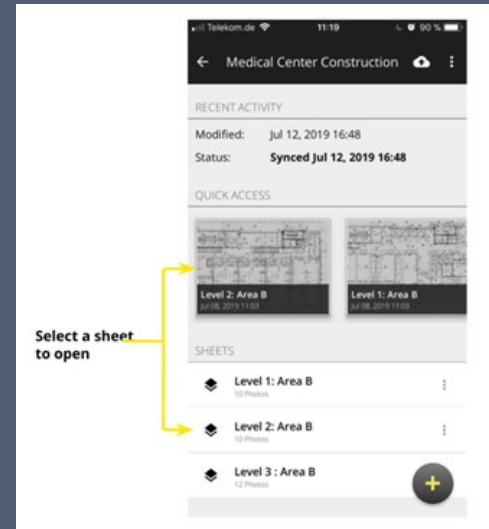 Telekom.de 11:19 90 %
Medical Center Construction
RECENT ACTIVITY
Modified: Jul 12, 2019 16:48
Status: Synced Jul 12, 2019 16:48
QUICK ACCESS
Level 2: Area B
Jul 08, 2019 11:03
Level 1: Area B
Jul 08, 2019 11:03
Select a sheet
to open
SHEETS
Level 1: Area B
10 Photos
Level 2: Area B
10 Photos
Level 3 : Area B
12 Photos